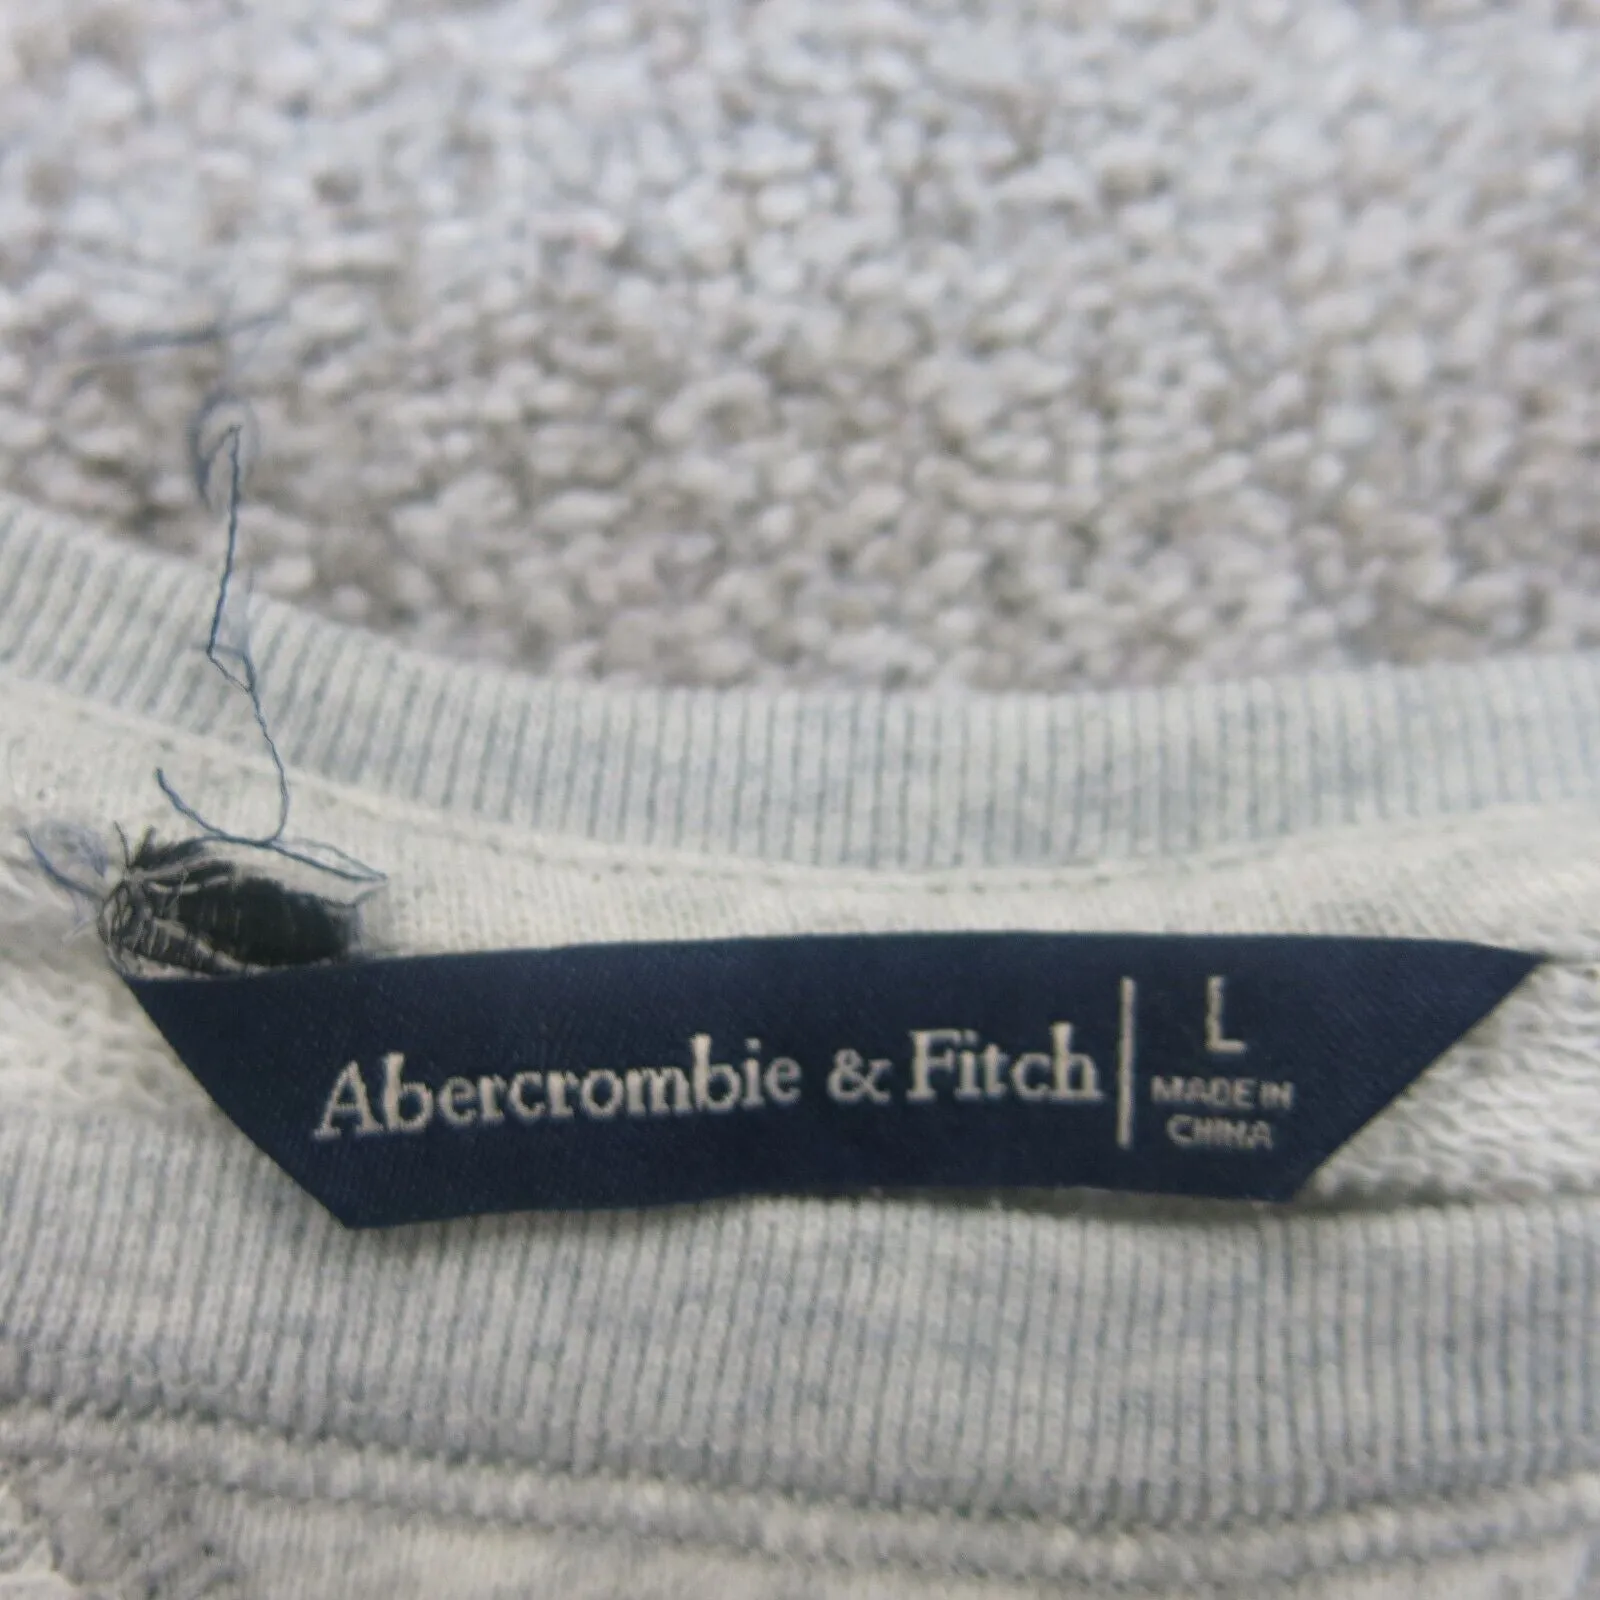 Abercrombie & Fitch
L
MADE IN
CHINA